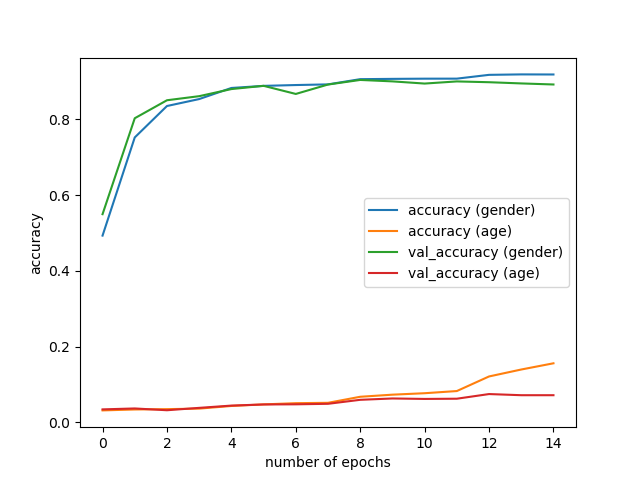 0.8
0.6
0.4
0.2
0.0
accuracy
accuracy (gender)
accuracy (age)
val_accuracy (gender)
val_accuracy (age)
0 2 4 6 8 10 12 14
number of epochs